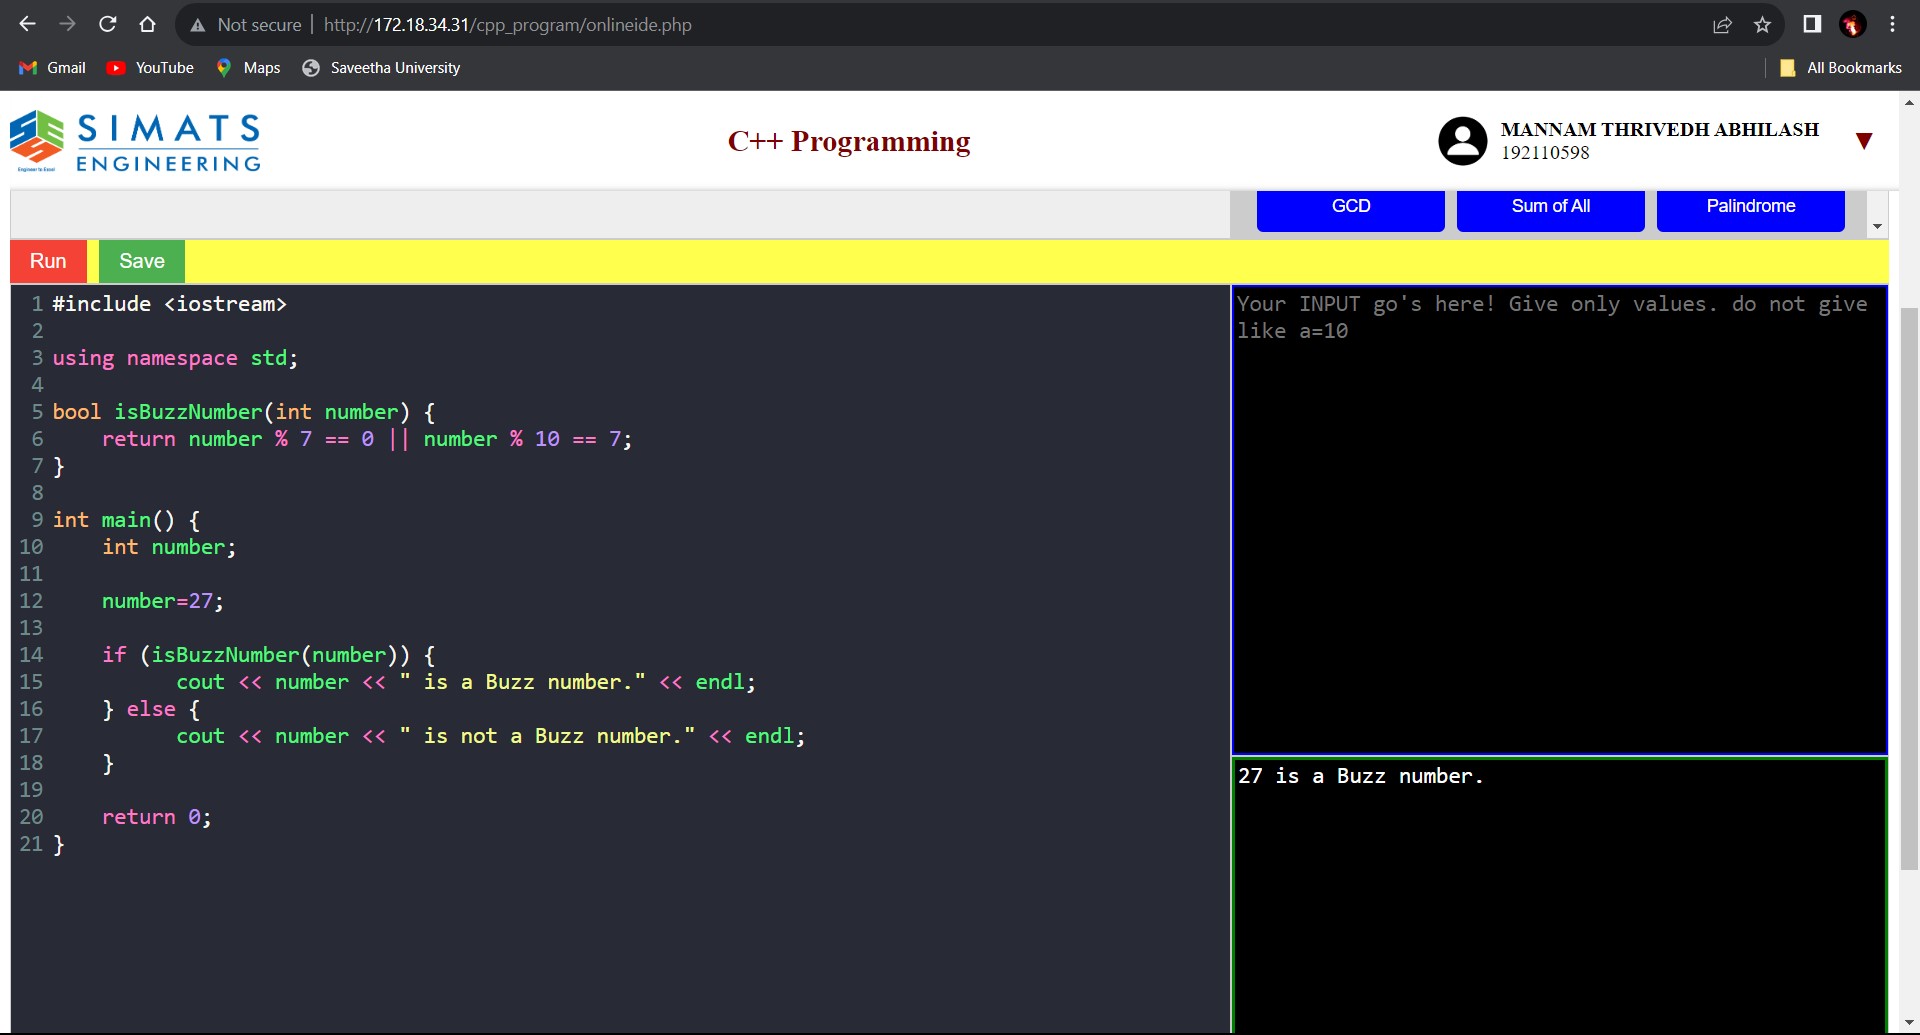 Not secure http://172.18.34.31/cpp_program/onlineide.php
Gmail YouTube Maps Saveetha University All Bookmarks
SIMATS
ENGINEERING
Engineer to Excel
C++ Programming
MANNAM THRIVEDH ABHILASH
192110598
GCD Sum of All Palindrome
Run Save
1 #include <iostream>
2
3 using namespace std;
4
5 bool isBuzzNumber(int number) {
6     return number % 7 == 0 || number % 10 == 7;
7 }
8
9 int main() {
10     int number;
11
12     number=27;
13
14     if (isBuzzNumber(number)) {
15           cout << number << " is a Buzz number." << endl;
16     } else {
17           cout << number << " is not a Buzz number." << endl;
18     }
19
20     return 0;
21 }
Your INPUT go's here! Give only values. do not give
like a=10
27 is a Buzz number.